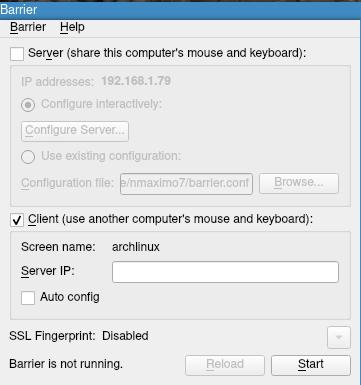 Barrier
Barrier Help
Server (share this computer's mouse and keyboard):
IP addresses: 192.168.1.79
Configure interactively:
Configure Server...
Use existing configuration:
Configuration file: e/nmaximo7/barrier.conf Browse...
Client (use another computer's mouse and keyboard):
Screen name: archlinux
Server IP:
Auto config
SSL Fingerprint: Disabled
Barrier is not running. Reload Start